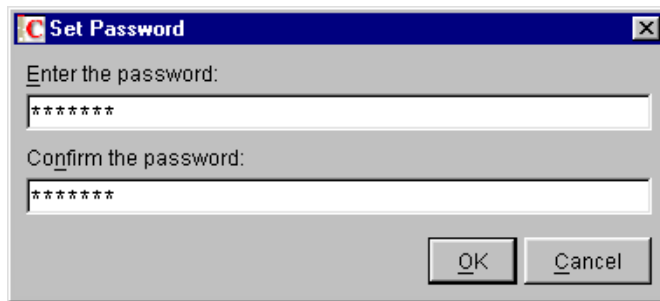 C Set Password
Enter the password:
*******
Confirm the password:
*******
OK Cancel